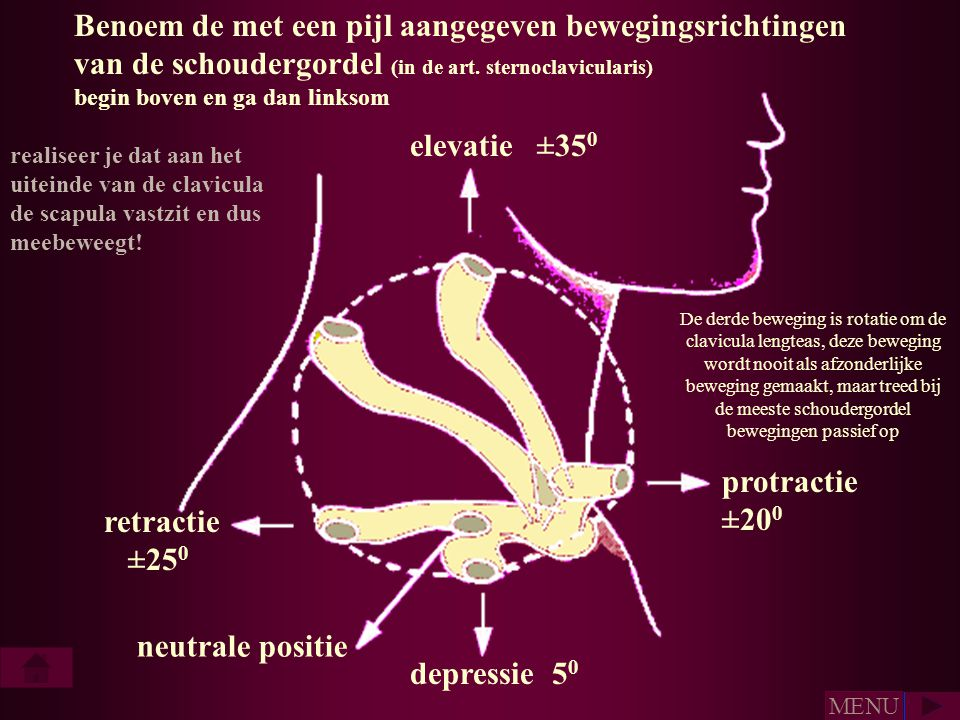 Benoem de met een pijl aangegeven bewegingsrichtingen
van de schoudergordel (in de art. sternoclavicularis)
begin boven en ga dan linksom
realiseer je dat aan het
uiteinde van de clavicula
de scapula vastzit en dus
meebeweegt!
elevatie ±35⁰
De derde beweging is rotatie om de
clavicula lengteas, deze beweging
wordt nooit als afzonderlijke
beweging gemaakt, maar treed bij
de meeste schoudergordel
bewegingen passief op
protractie
±20⁰
retractie
±25⁰
neutrale positie
depressie 5⁰
MENU